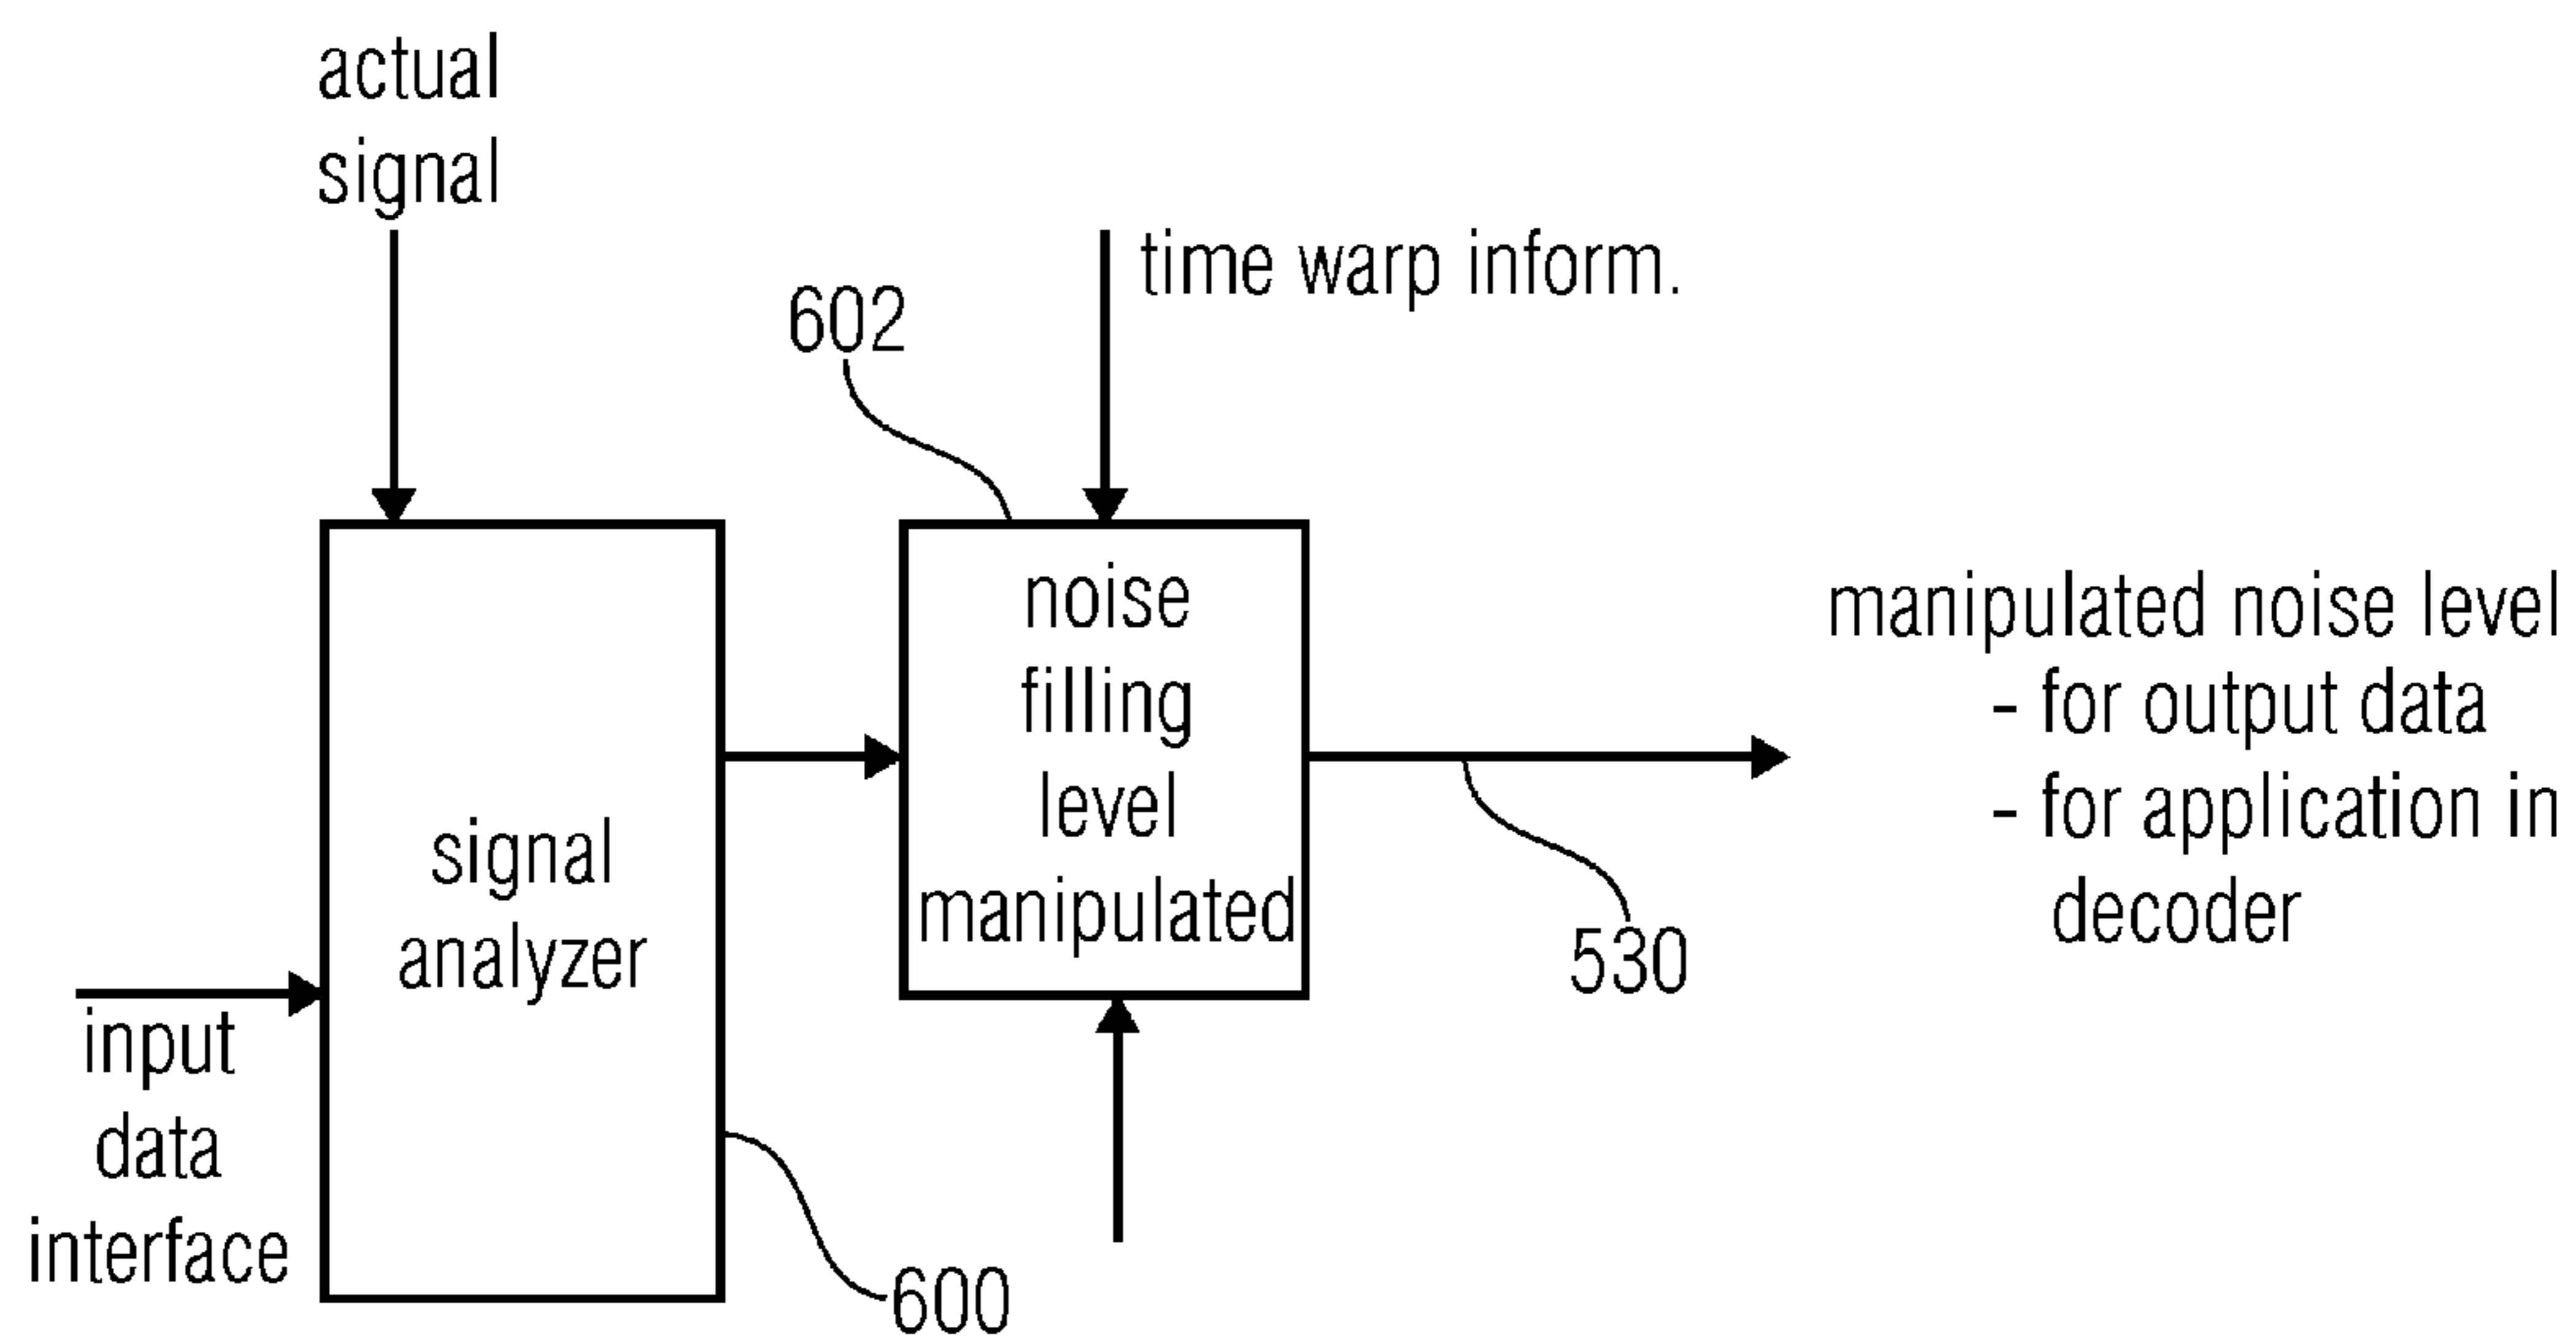 actual
signal
time warp inform.
602
noise
filling
level
manipulated
manipulated noise level
- for output data
- for application in
decoder
signal
analyzer
530
input
data
interface
600